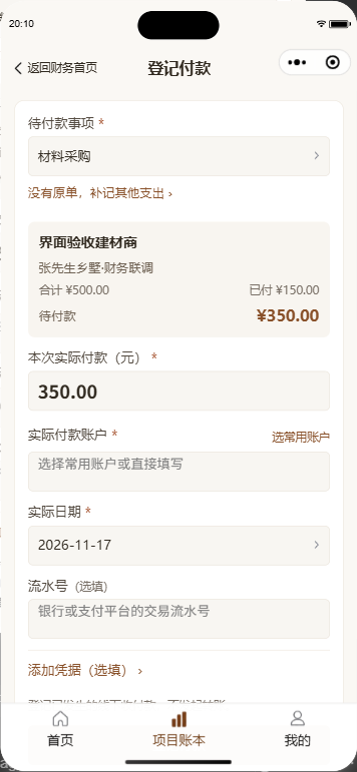 20:10
返回财务首页
登记付款
待付款事项 *
材料采购
没有原单，补记其他支出 ›
界面验收建材商
张先生乡墅·财务联调
合计 ¥500.00 已付 ¥150.00
待付款 ¥350.00
本次实际付款（元） *
350.00
实际付款账户 * 选常用账户
选择常用账户或直接填写
实际日期 *
2026-11-17
流水号（选填）
银行或支付平台的交易流水号
添加凭据（选填） ›
首页 项目账本 我的